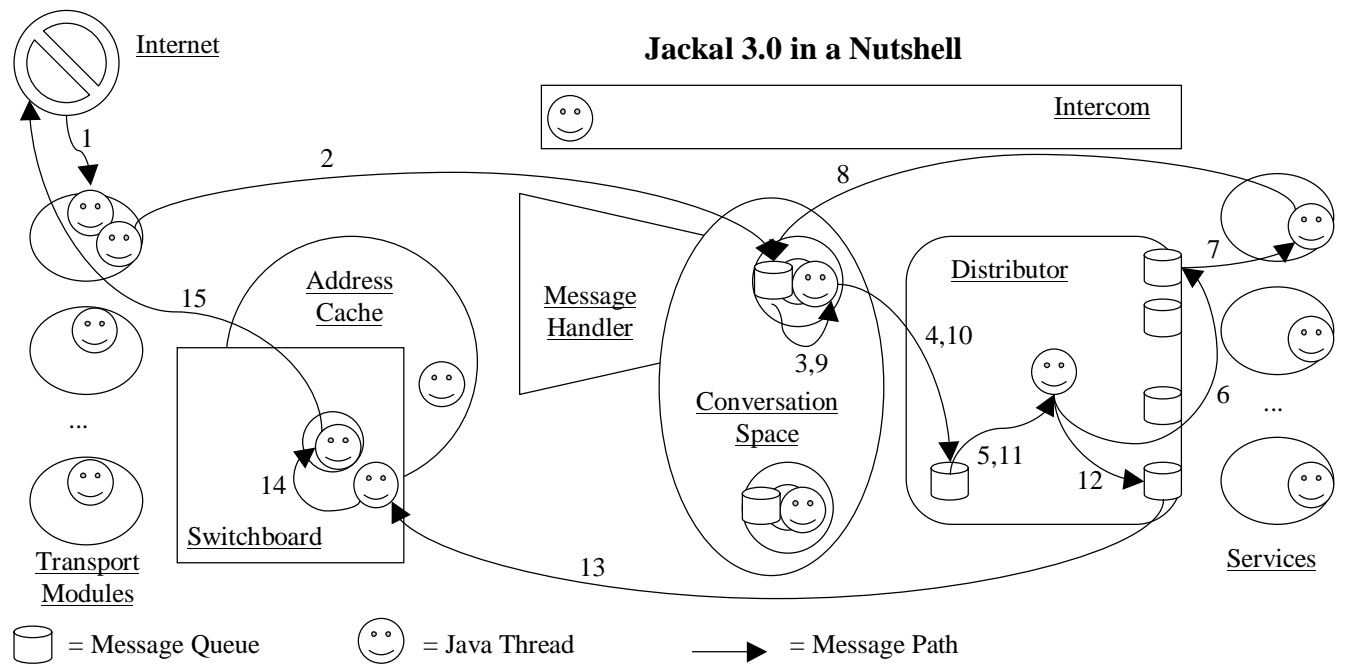 Internet
Jackal 3.0 in a Nutshell
Intercom
1
2
8
7
Address
Cache
Message
Handler
Distributor
15
4,10
3,9
Conversation
Space
6
...
...
5,11
12
14
Switchboard
13
Transport
Modules
Services
= Message Queue
= Java Thread
= Message Path